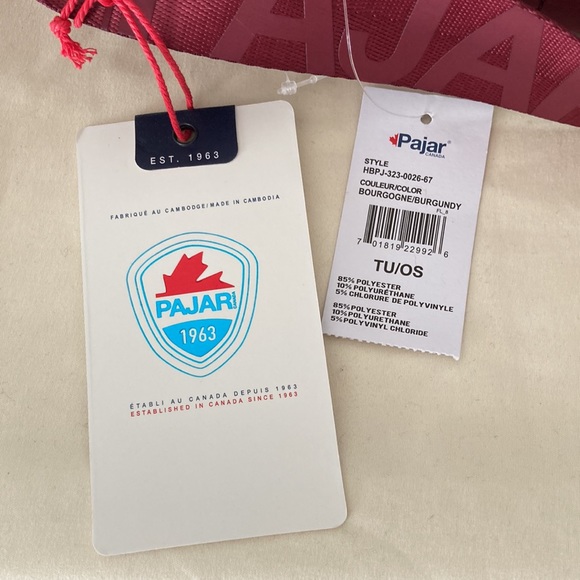 AJA
EST. 1963
FABRIQUÉ AU CAMBODGE/MADE IN CAMBODIA
PAJAR
1963
ÉTABLI AU CANADA DEPUIS 1963
ESTABLISHED IN CANADA SINCE 1963
Pajar
CANADA
STYLE
HBPJ-323-0026-67
COULEUR/COLOR
BOURGOGNE/BURGUNDY
FL_8
7 01819 22992 6
TU/OS
85% POLYESTER
10% POLYURÉTHANE
5% CHLORURE DE POLYVINYLE
85% POLYESTER
10% POLYURETHANE
5% POLYVINYL CHLORIDE